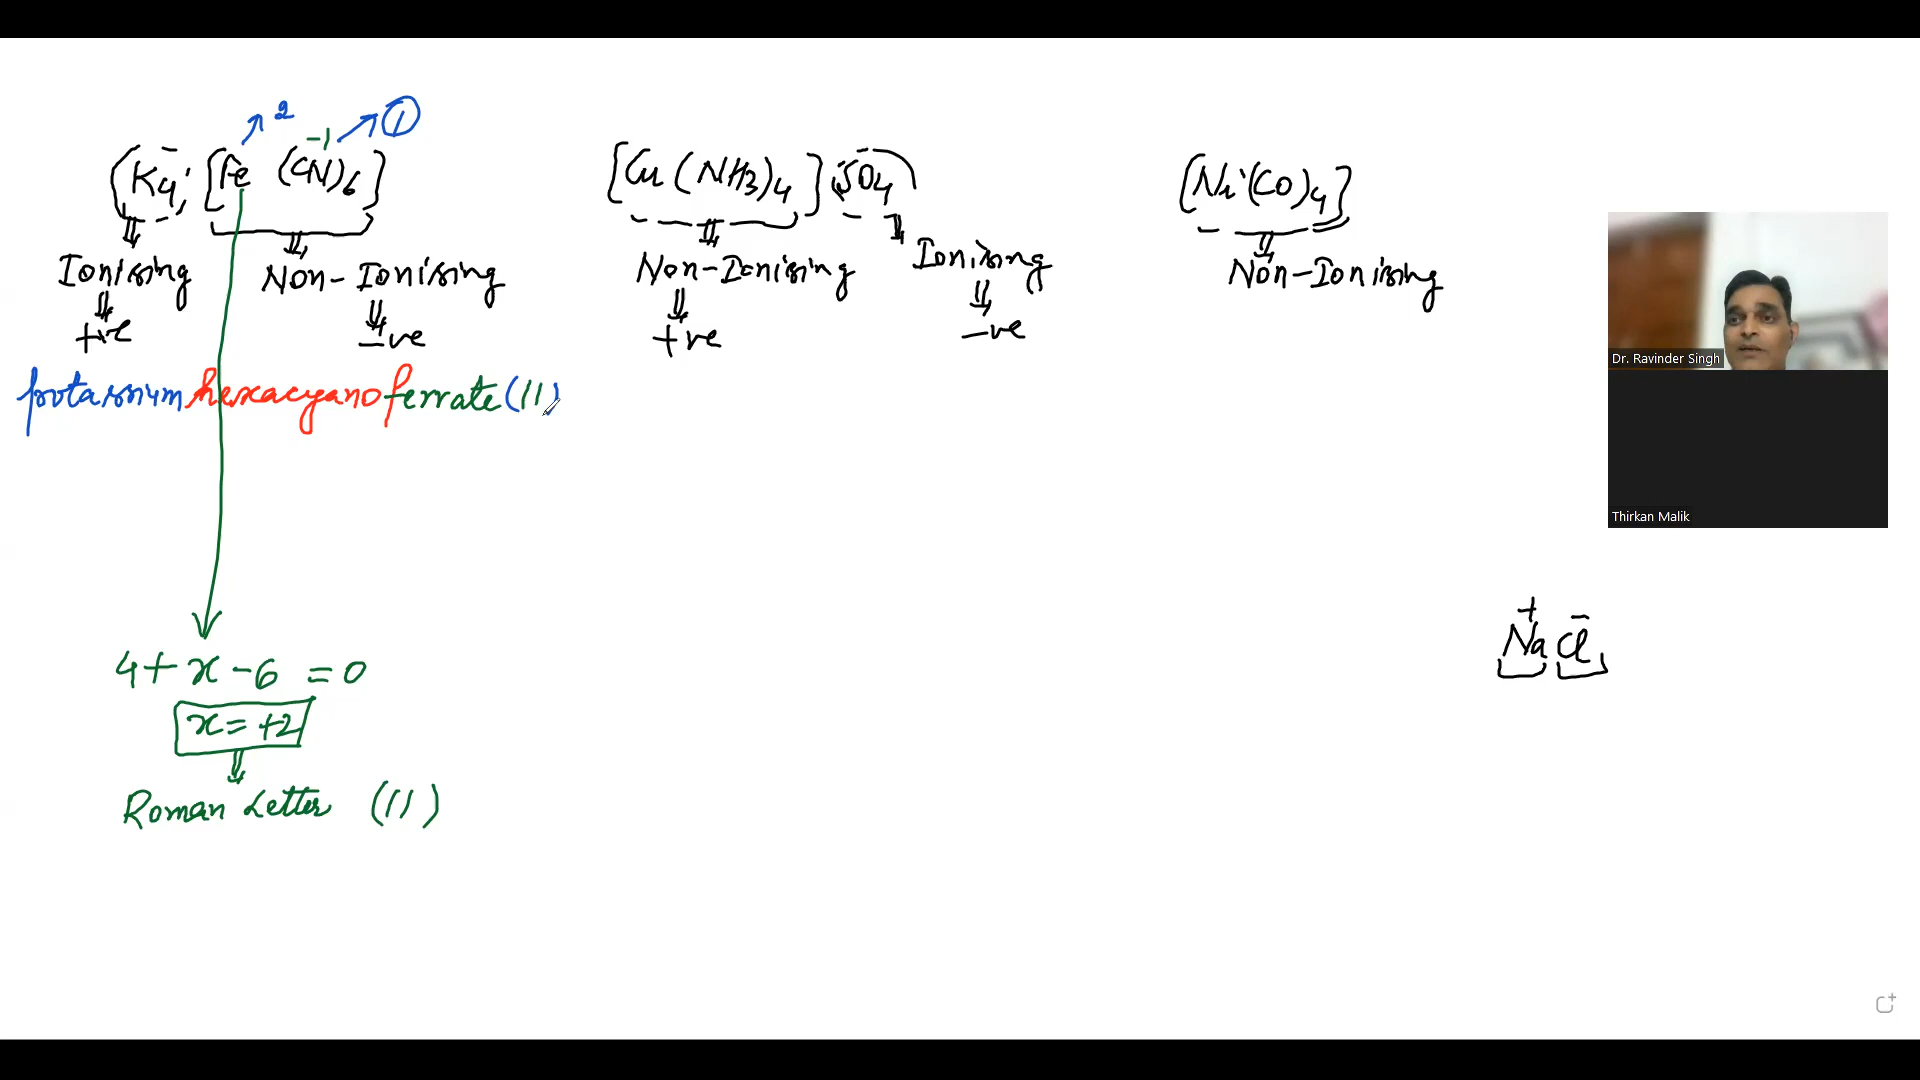 2
-1
1
K4 [Fe (CN)6]
[Cu (NH3)4] SO4
[Ni (CO)4]
Ionising
Non-Ionising
Non-Ionising
Ionising
Non-Ionising
+ve
-ve
+ve
-ve
Dr. Ravinder Singh
potassium hexacyano ferrate (II)
Thirkan Malik
+ -
Na Cl
4 + x - 6 = 0
x = +2
Roman Letter (II)